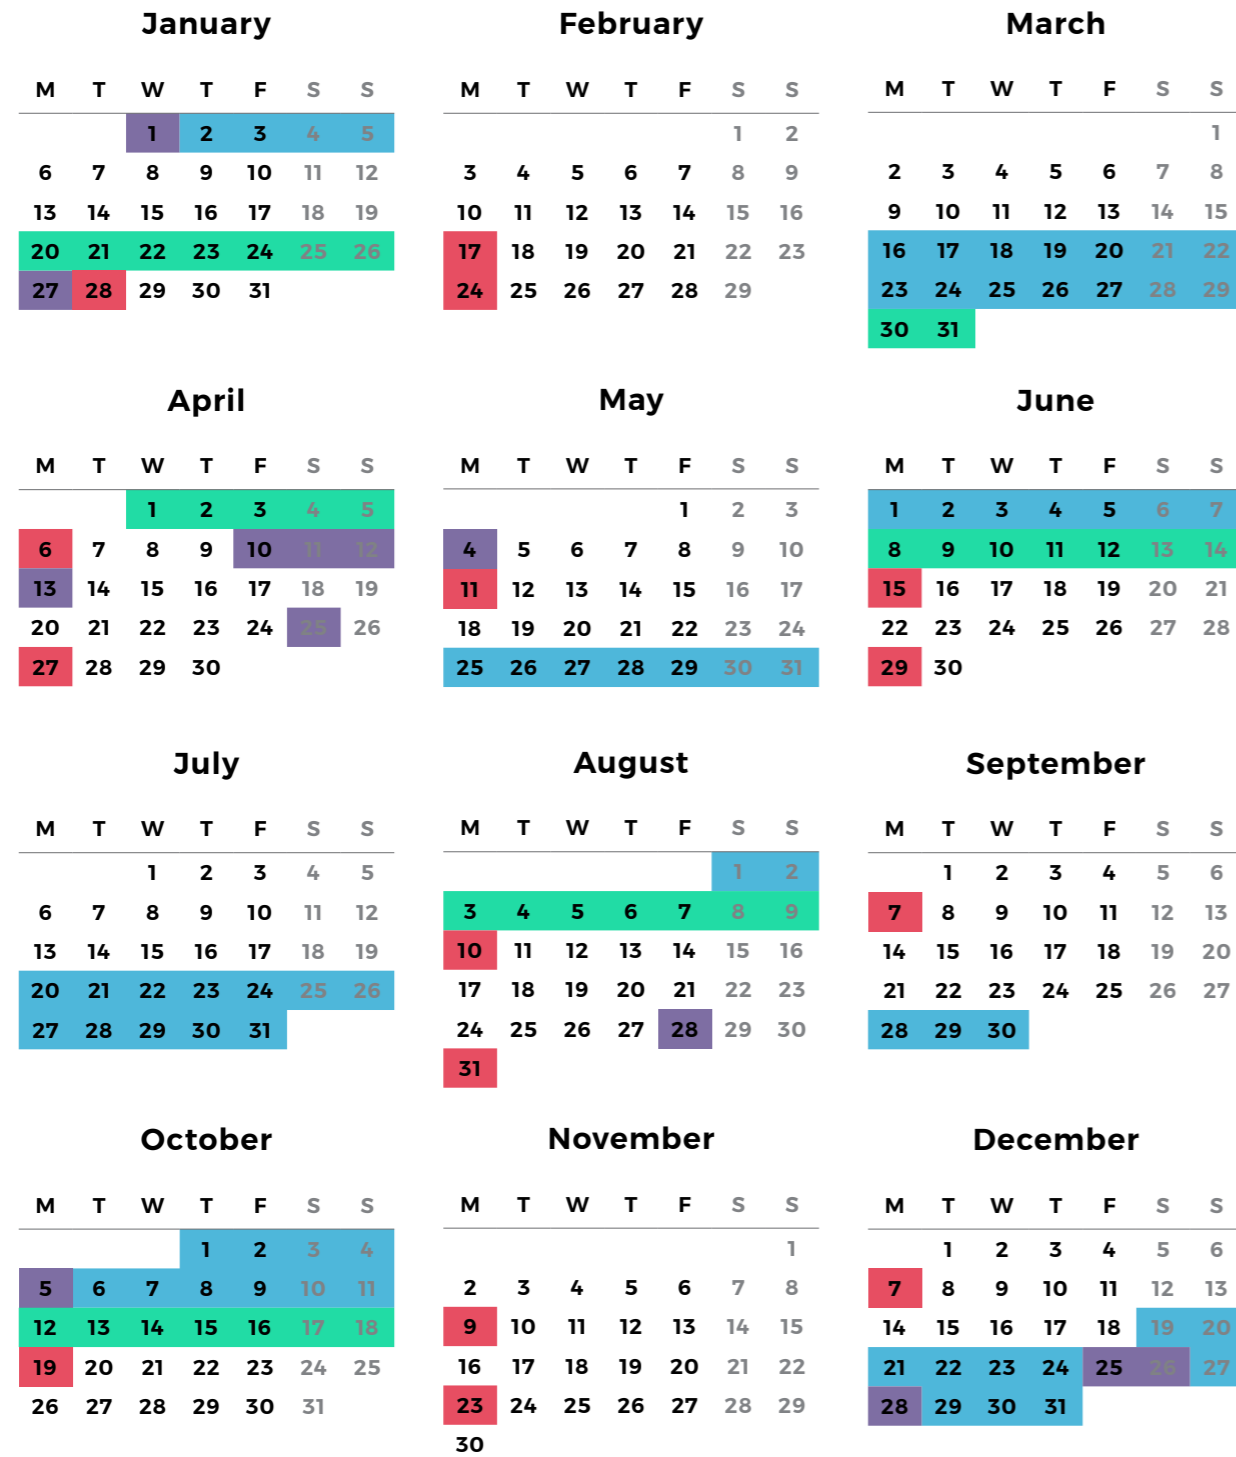 January February March
M T W T F S S M T W T F S S M T W T F S S
1 2 3 4 5 1 2 1
6 7 8 9 10 11 12 3 4 5 6 7 8 9 2 3 4 5 6 7 8
13 14 15 16 17 18 19 10 11 12 13 14 15 16 9 10 11 12 13 14 15
20 21 22 23 24 25 26 17 18 19 20 21 22 23 16 17 18 19 20 21 22
27 28 29 30 31 24 25 26 27 28 29 23 24 25 26 27 28 29
30 31
April May June
M T W T F S S M T W T F S S M T W T F S S
1 2 3 4 5 1 2 3 1 2 3 4 5 6 7
6 7 8 9 10 11 12 4 5 6 7 8 9 10 8 9 10 11 12 13 14
13 14 15 16 17 18 19 11 12 13 14 15 16 17 15 16 17 18 19 20 21
20 21 22 23 24 25 26 18 19 20 21 22 23 24 22 23 24 25 26 27 28
27 28 29 30 25 26 27 28 29 30 31 29 30
July August September
M T W T F S S M T W T F S S M T W T F S S
1 2 3 4 5 1 2 1 2 3 4 5 6
6 7 8 9 10 11 12 3 4 5 6 7 8 9 7 8 9 10 11 12 13
13 14 15 16 17 18 19 10 11 12 13 14 15 16 14 15 16 17 18 19 20
20 21 22 23 24 25 26 17 18 19 20 21 22 23 21 22 23 24 25 26 27
27 28 29 30 31 24 25 26 27 28 29 30 28 29 30
31
October November December
M T W T F S S M T W T F S S M T W T F S S
1 2 3 4 1 1 2 3 4 5 6
5 6 7 8 9 10 11 2 3 4 5 6 7 8 7 8 9 10 11 12 13
12 13 14 15 16 17 18 9 10 11 12 13 14 15 14 15 16 17 18 19 20
19 20 21 22 23 24 25 16 17 18 19 20 21 22 21 22 23 24 25 26 27
26 27 28 29 30 31 23 24 25 26 27 28 29 28 29 30 31
30